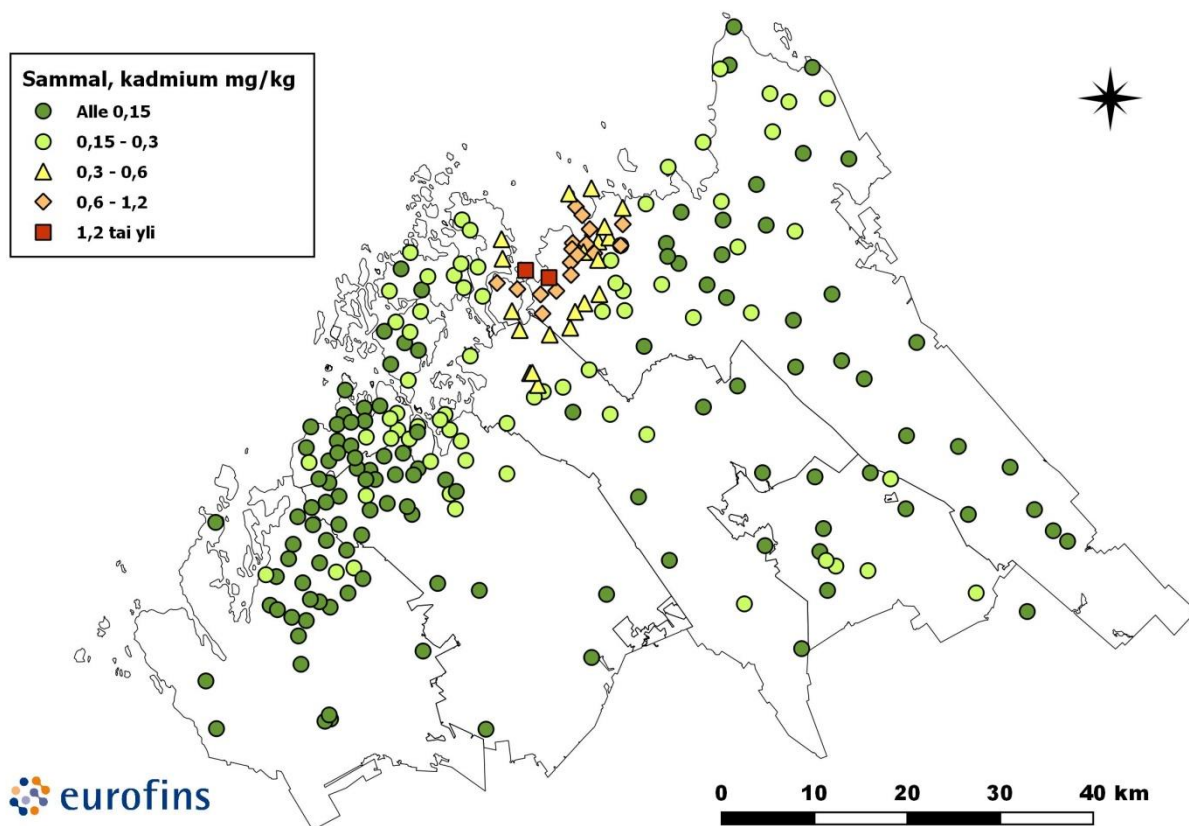 Sammal, kadmium mg/kg
Alle 0,15
0,15 - 0,3
0,3 - 0,6
0,6 - 1,2
1,2 tai yli
eurofins
0 10 20 30 40 km